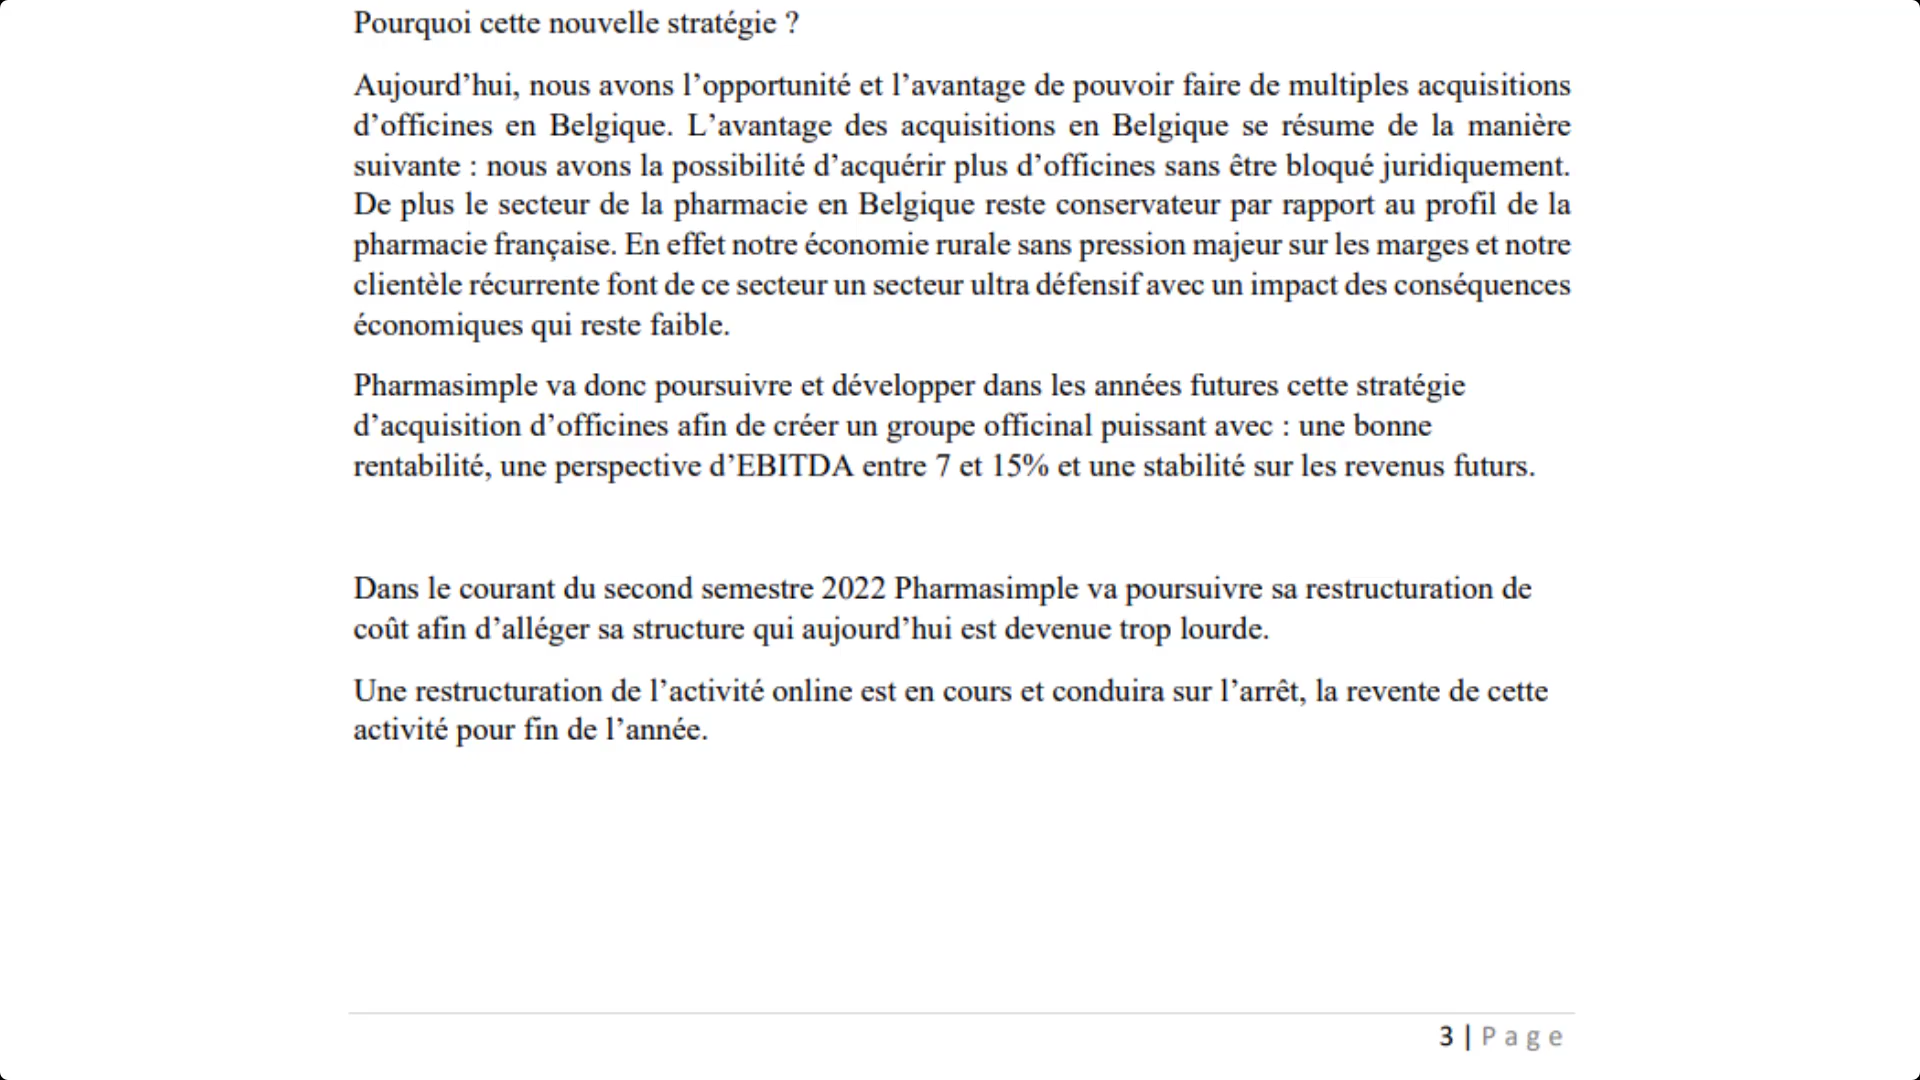 Pourquoi cette nouvelle stratégie ?
Aujourd’hui, nous avons l’opportunité et l’avantage de pouvoir faire de multiples acquisitions
d’officines en Belgique. L’avantage des acquisitions en Belgique se résume de la manière
suivante : nous avons la possibilité d’acquérir plus d’officines sans être bloqué juridiquement.
De plus le secteur de la pharmacie en Belgique reste conservateur par rapport au profil de la
pharmacie française. En effet notre économie rurale sans pression majeur sur les marges et notre
clientèle récurrente font de ce secteur un secteur ultra défensif avec un impact des conséquences
économiques qui reste faible.
Pharmasimple va donc poursuivre et développer dans les années futures cette stratégie
d’acquisition d’officines afin de créer un groupe officinal puissant avec : une bonne
rentabilité, une perspective d’EBITDA entre 7 et 15% et une stabilité sur les revenus futurs.
Dans le courant du second semestre 2022 Pharmasimple va poursuivre sa restructuration de
coût afin d’alléger sa structure qui aujourd’hui est devenue trop lourde.
Une restructuration de l’activité online est en cours et conduira sur l’arrêt, la revente de cette
activité pour fin de l’année.
3 | Page